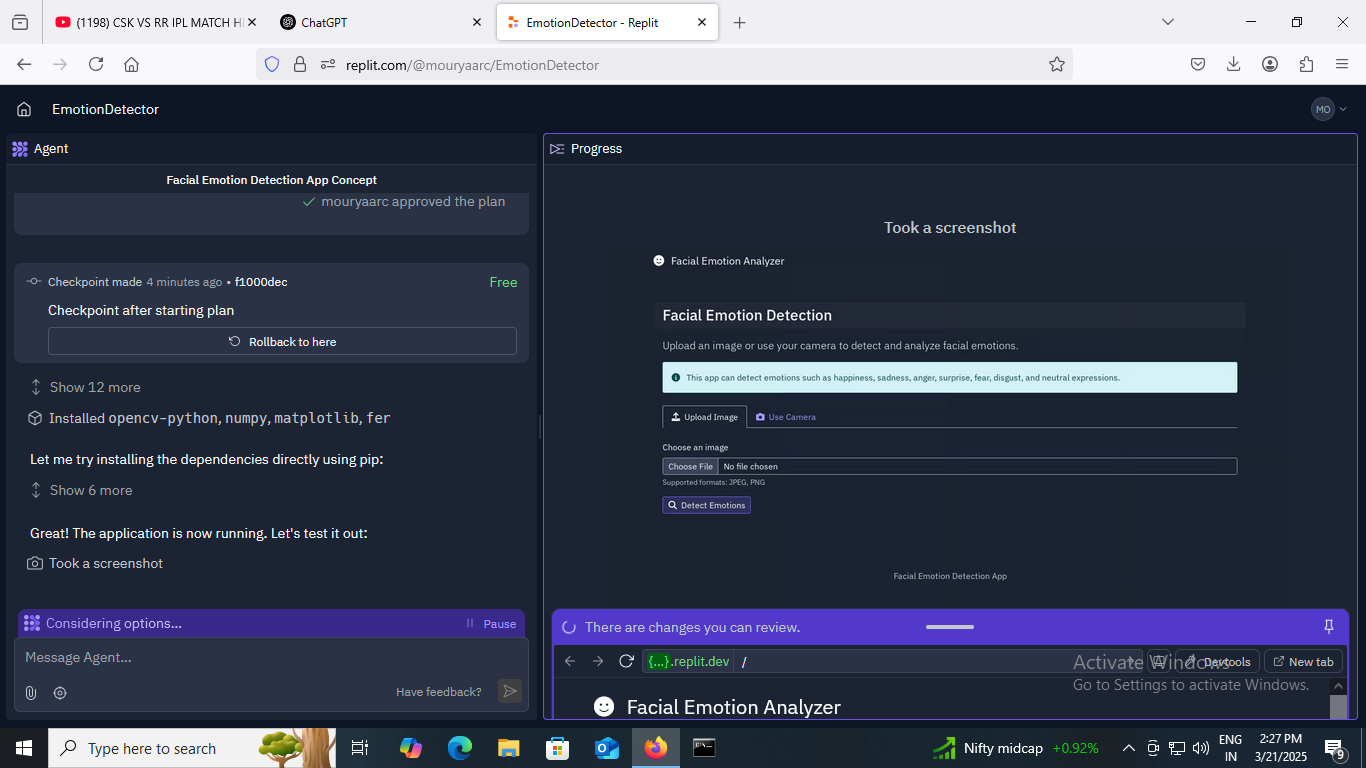 (1198) CSK VS RR IPL MATCH H
ChatGPT
EmotionDetector - Replit
replit.com/@mouryaarc/EmotionDetector
EmotionDetector
MO
Agent
Facial Emotion Detection App Concept
mouryaarc approved the plan
Checkpoint made 4 minutes ago • f1000dec
Free
Checkpoint after starting plan
Rollback to here
Show 12 more
Installed opencv-python, numpy, matplotlib, fer
Let me try installing the dependencies directly using pip:
Show 6 more
Great! The application is now running. Let's test it out:
Took a screenshot
Considering options...
Pause
Message Agent...
Have feedback?
Progress
Took a screenshot
Facial Emotion Analyzer
Facial Emotion Detection
Upload an image or use your camera to detect and analyze facial emotions.
This app can detect emotions such as happiness, sadness, anger, surprise, fear, disgust, and neutral expressions.
Upload Image
Use Camera
Choose an image
Choose File
No file chosen
Supported formats: JPEG, PNG
Detect Emotions
Facial Emotion Detection App
There are changes you can review.
{...}.replit.dev
/
Devtools
New tab
Activate Windows
Go to Settings to activate Windows.
Facial Emotion Analyzer
Type here to search
Nifty midcap +0.92%
ENG
IN
2:27 PM
3/21/2025
9